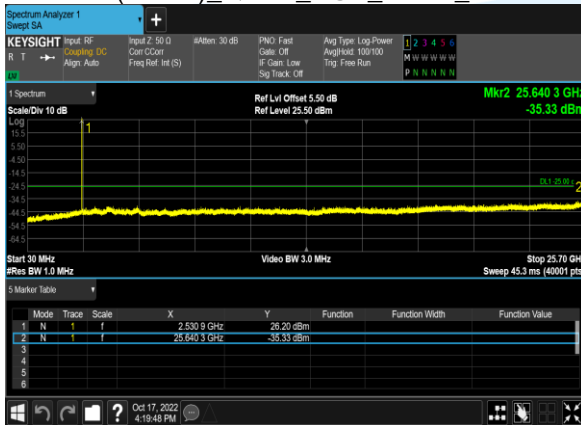 Spectrum Analyzer 1
Swept SA
+
KEYSIGHT Input: RF Input Z: 50 Ω #Atten: 30 dB PNO: Fast Avg Type: Log-Power 1 2 3 4 5 6
R T Coupling: DC Corr CCorr Gate: Off Avg|Hold: 100/100 M W W W W W
Align: Auto Freq Ref: Int (S) IF Gain: Low Trig: Free Run
Sig Track: Off P N N N N N
1 Spectrum Ref Lvl Offset 5.50 dB Mkr2 25.640 3 GHz
Scale/Div 10 dB Ref Level 25.50 dBm -35.33 dBm
Log
15.5 1
5.50
-4.50
-14.5
-24.5 DL1 -25.00 2
-34.5
-44.5
-54.5
-64.5
Start 30 MHz Video BW 3.0 MHz Stop 25.70 GH
#Res BW 1.0 MHz Sweep 45.3 ms (40001 pts
5 Marker Table
Mode Trace Scale X Y Function Function Width Function Value
1 N 1 f 2.530 9 GHz 26.20 dBm
2 N 1 f 25.640 3 GHz -35.33 dBm
3
4
5
6
? Oct 17, 2022
4:19:48 PM